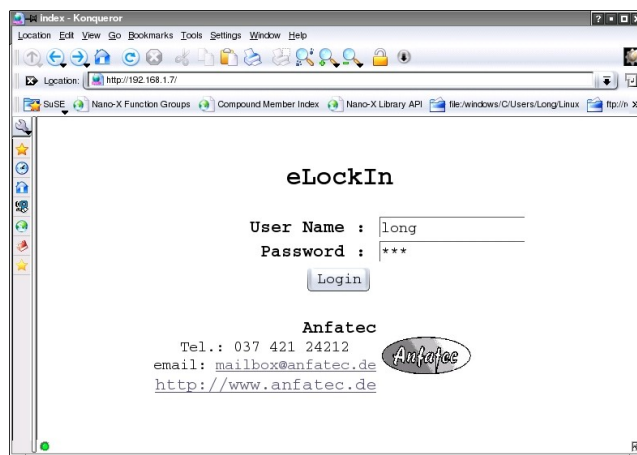 Index - Konqueror
Location Edit View Go Bookmarks Tools Settings Window Help
Location: http://192.168.1.7/
SuSE Nano-X Function Groups Compound Member Index Nano-X Library API file:/windows/C/Users/Long/Linux
eLockIn
User Name : long
Password : ***
Login
Anfatec
Tel.: 037 421 24212
email: mailbox@anfatec.de
Anfatec
http://www.anfatec.de